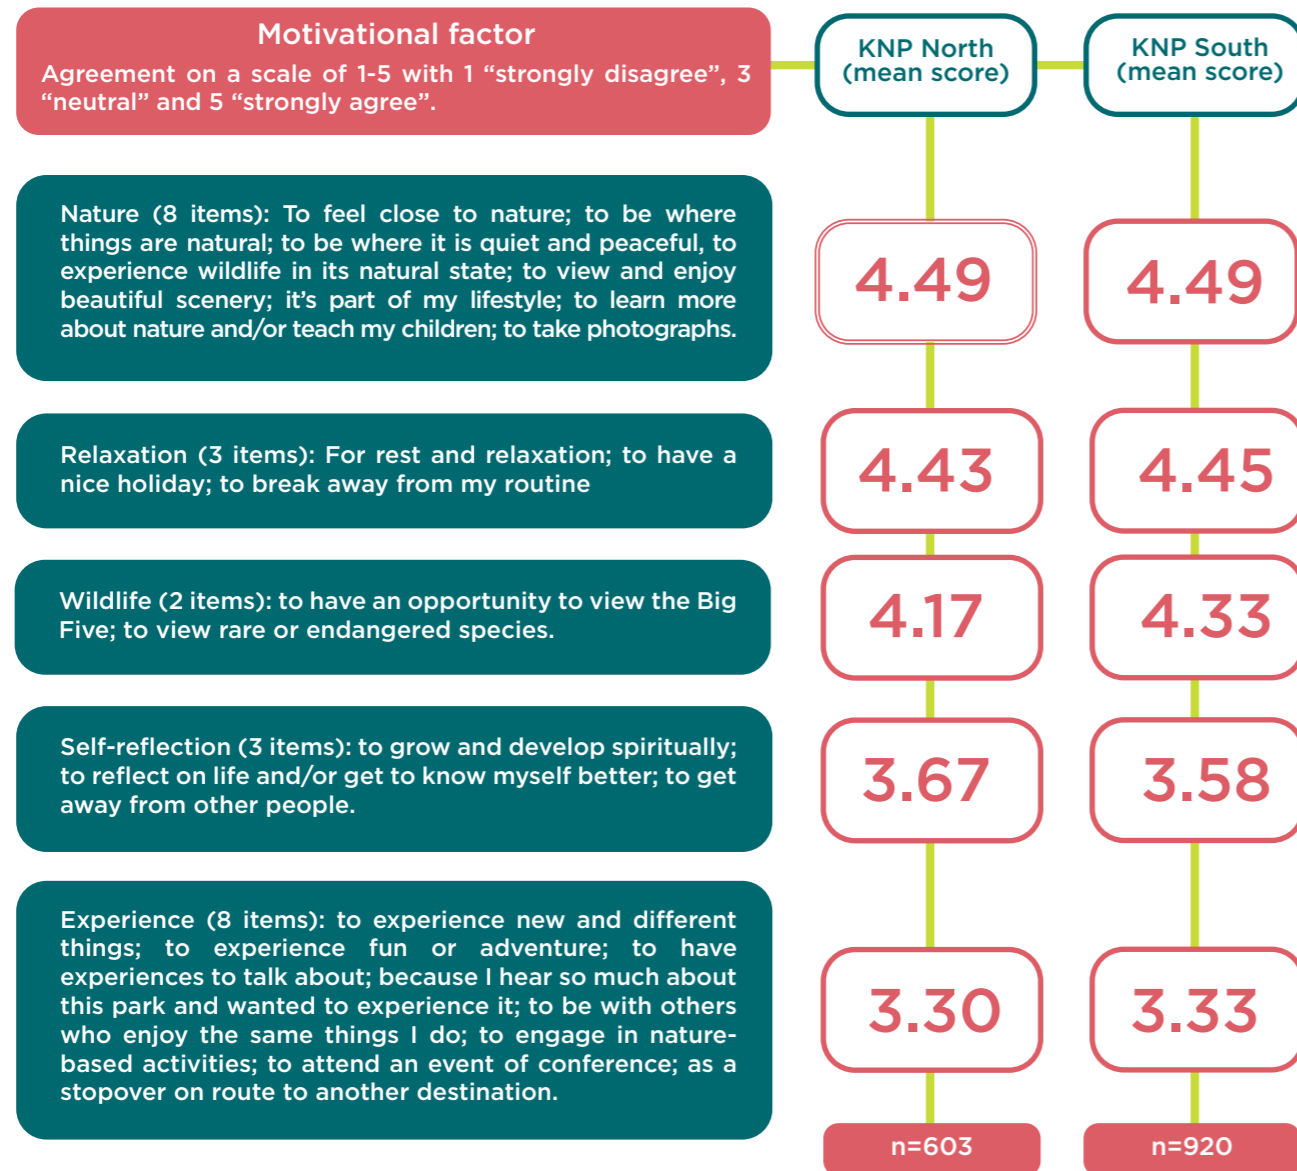 Motivational factor
Agreement on a scale of 1-5 with 1 “strongly disagree”, 3
“neutral” and 5 “strongly agree”.
KNP North
(mean score)
KNP South
(mean score)
Nature (8 items): To feel close to nature; to be where
things are natural; to be where it is quiet and peaceful, to
experience wildlife in its natural state; to view and enjoy
beautiful scenery; it’s part of my lifestyle; to learn more
about nature and/or teach my children; to take photographs.
4.49
4.49
Relaxation (3 items): For rest and relaxation; to have a
nice holiday; to break away from my routine
4.43
4.45
Wildlife (2 items): to have an opportunity to view the Big
Five; to view rare or endangered species.
4.17
4.33
Self-reflection (3 items): to grow and develop spiritually;
to reflect on life and/or get to know myself better; to get
away from other people.
3.67
3.58
Experience (8 items): to experience new and different
things; to experience fun or adventure; to have
experiences to talk about; because I hear so much about
this park and wanted to experience it; to be with others
who enjoy the same things I do; to engage in nature-
based activities; to attend an event of conference; as a
stopover on route to another destination.
3.30
3.33
n=603
n=920